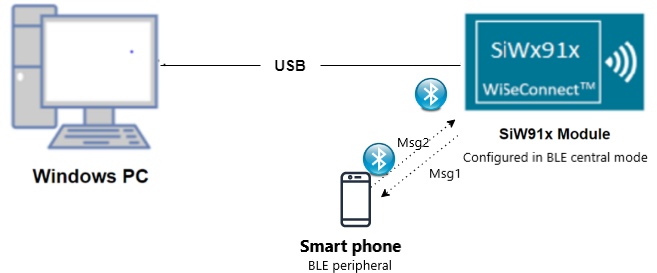 SiWx91x
WiSeConnect™
USB
Msg2
Msg1
SiW91x Module
Configured in BLE central mode
Windows PC
Smart phone
BLE peripheral